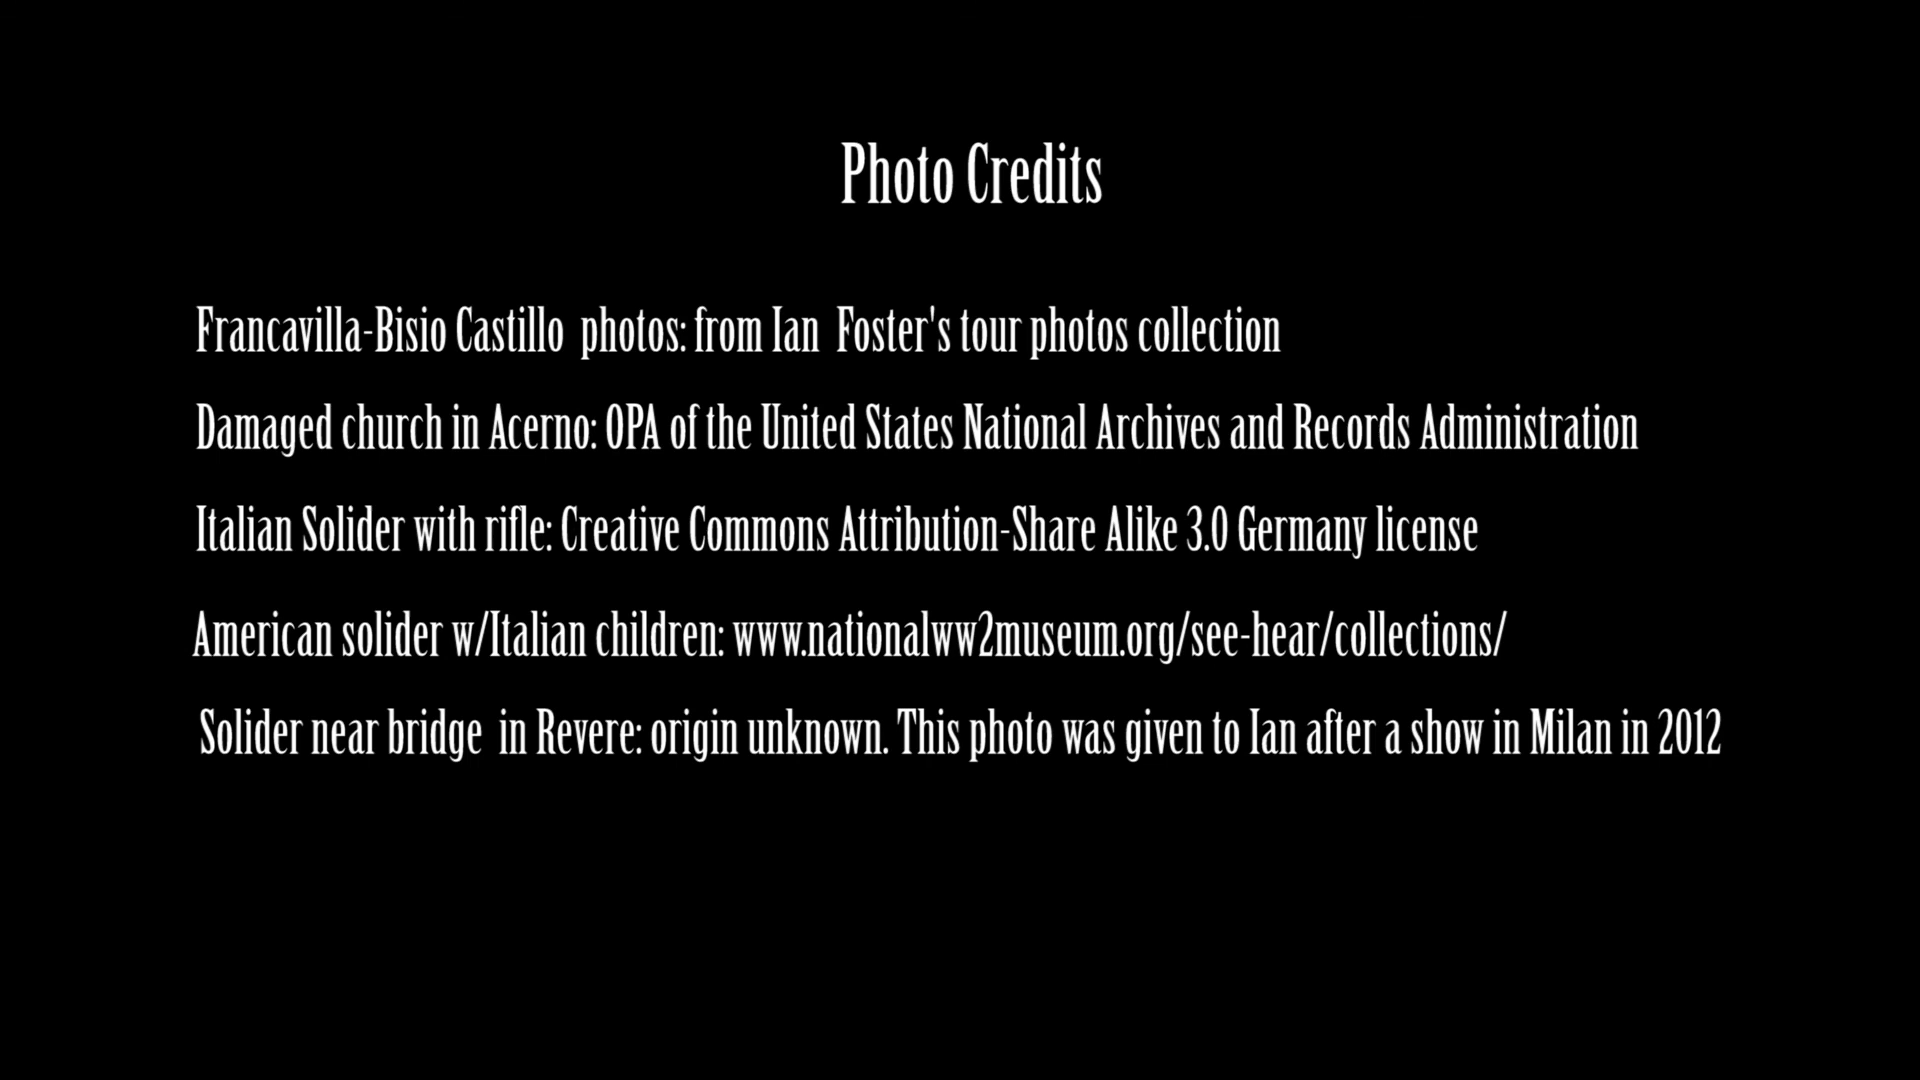 Photo Credits
Francavilla-Bisio Castillo  photos: from Ian  Foster's tour photos collection
Damaged church in Acerno: OPA of the United States National Archives and Records Administration
Italian Solider with rifle: Creative Commons Attribution-Share Alike 3.0 Germany license
American solider w/Italian children: www.nationalww2museum.org/see-hear/collections/
Solider near bridge  in Revere: origin unknown. This photo was given to Ian after a show in Milan in 2012